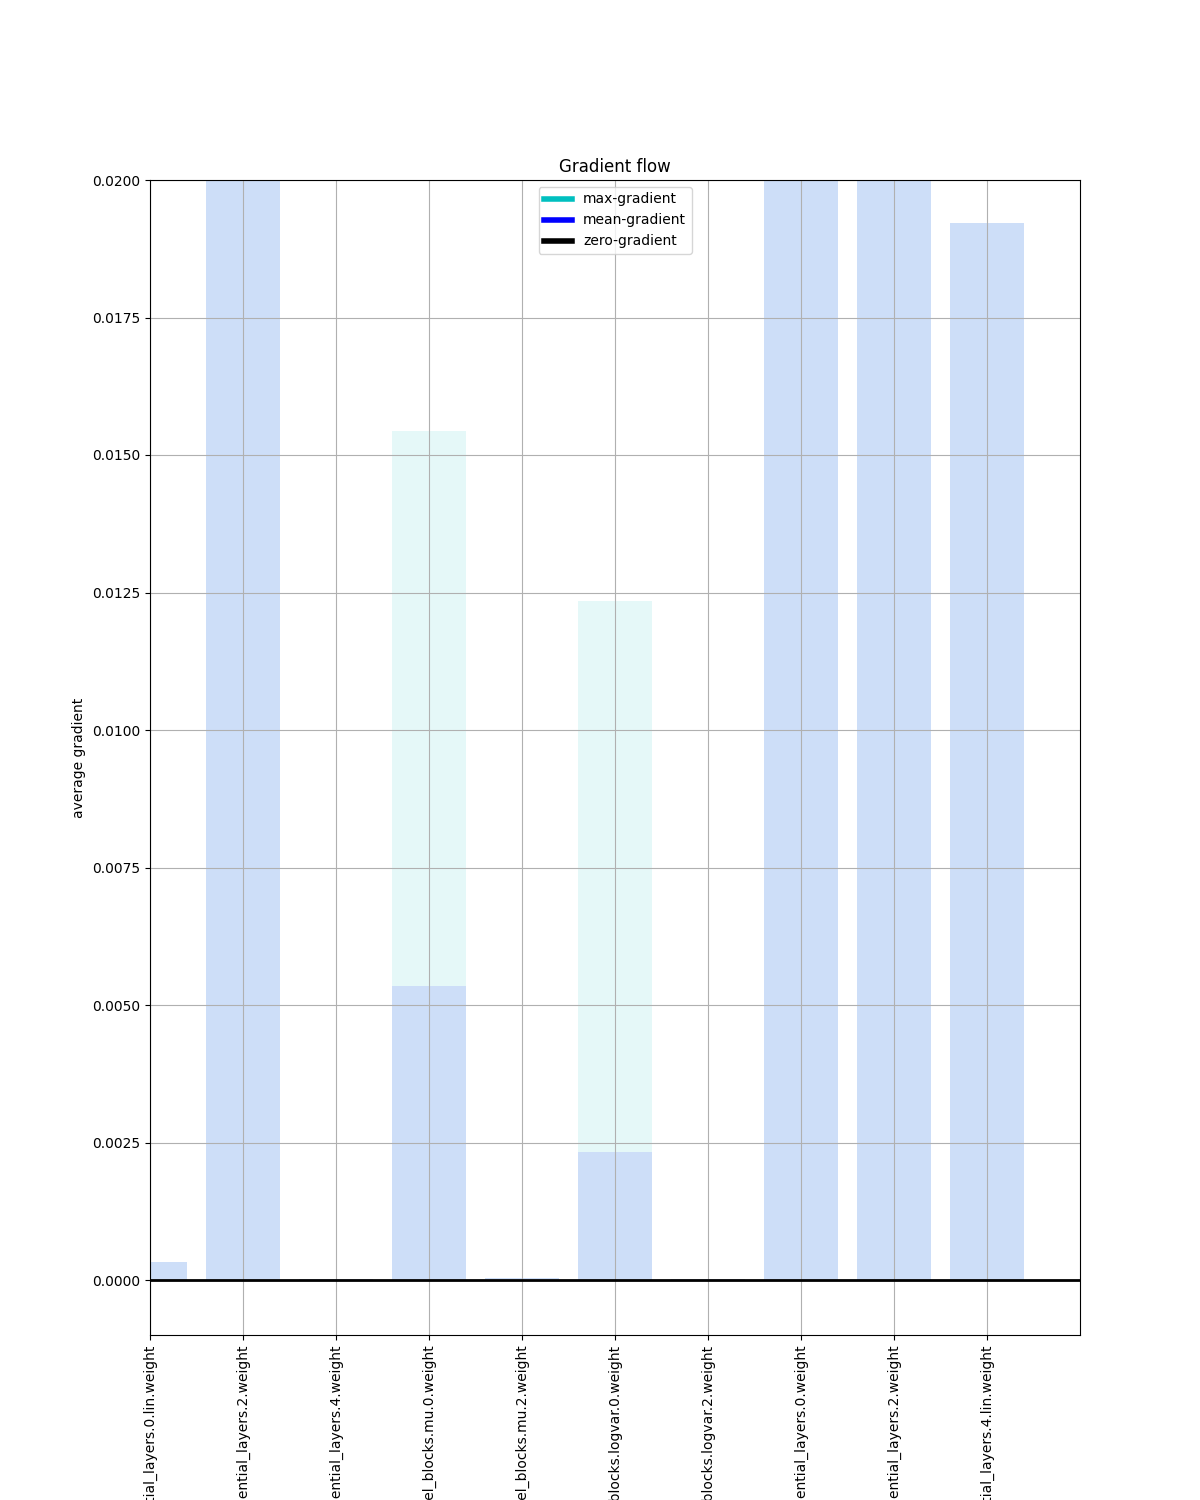 Gradient flow
max-gradient
mean-gradient
zero-gradient
0.0200
0.0175
0.0150
0.0125
0.0100
0.0075
0.0050
0.0025
0.0000
average gradient
tial_layers.0.lin.weight
ential_layers.2.weight
ential_layers.4.weight
el_blocks.mu.0.weight
el_blocks.mu.2.weight
blocks.logvar.0.weight
blocks.logvar.2.weight
ential_layers.0.weight
ential_layers.2.weight
tial_layers.4.lin.weight